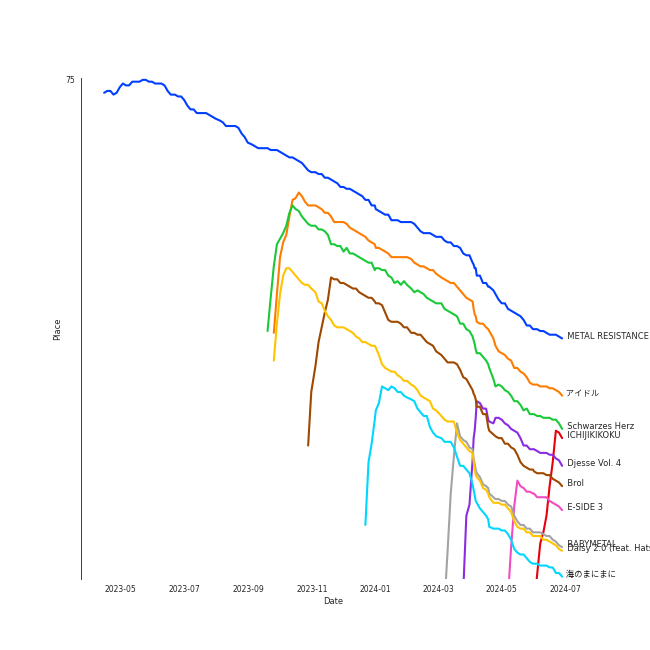 75
Place
METAL RESISTANCE
アイドル
Schwarzes Herz
ICHIJIKIKOKU
Djesse Vol. 4
Brol
E-SIDE 3
BABYMETAL
Daisy 2.0 (feat. Hats
海のまにまに
2023-05 2023-07 2023-09 2023-11 2024-01 2024-03 2024-05 2024-07
Date